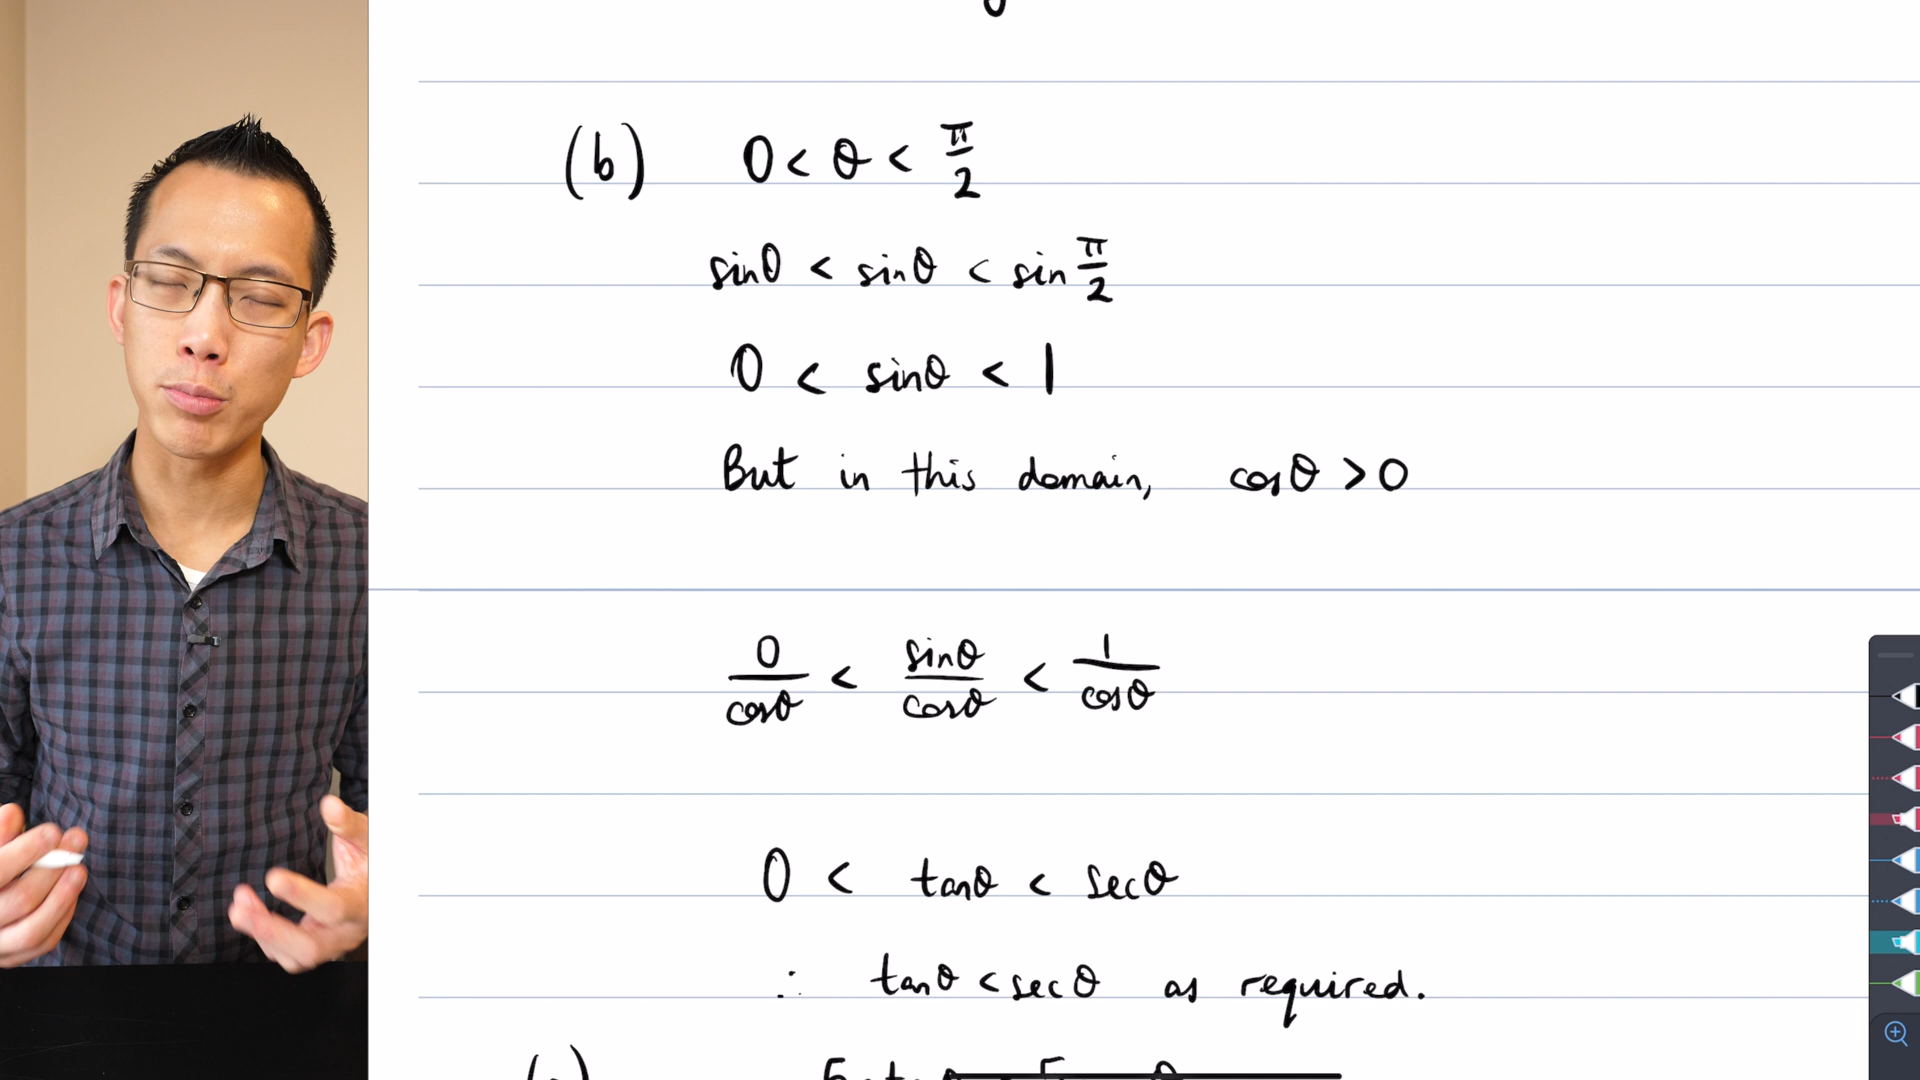 (b) 0 < θ < π/2
sin0 < sinθ < sin π/2
0 < sinθ < 1
But in this domain, cosθ > 0
0/cosθ < sinθ/cosθ < 1/cosθ
0 < tanθ < secθ
∴ tanθ < secθ as required.